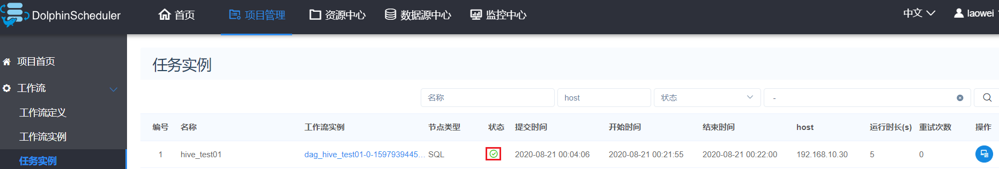 DolphinScheduler 首页 项目管理 资源中心 数据源中心 监控中心 中文 laowei
项目首页
工作流
工作流定义
工作流实例
任务实例
任务实例
名称 host 状态 -
编号 名称 工作流实例 节点类型 状态 提交时间 开始时间 结束时间 host 运行时长(s) 重试次数 操作
1 hive_test01 dag_hive_test01-0-1597939445... SQL 2020-08-21 00:04:06 2020-08-21 00:21:55 2020-08-21 00:22:00 192.168.10.30 5 0